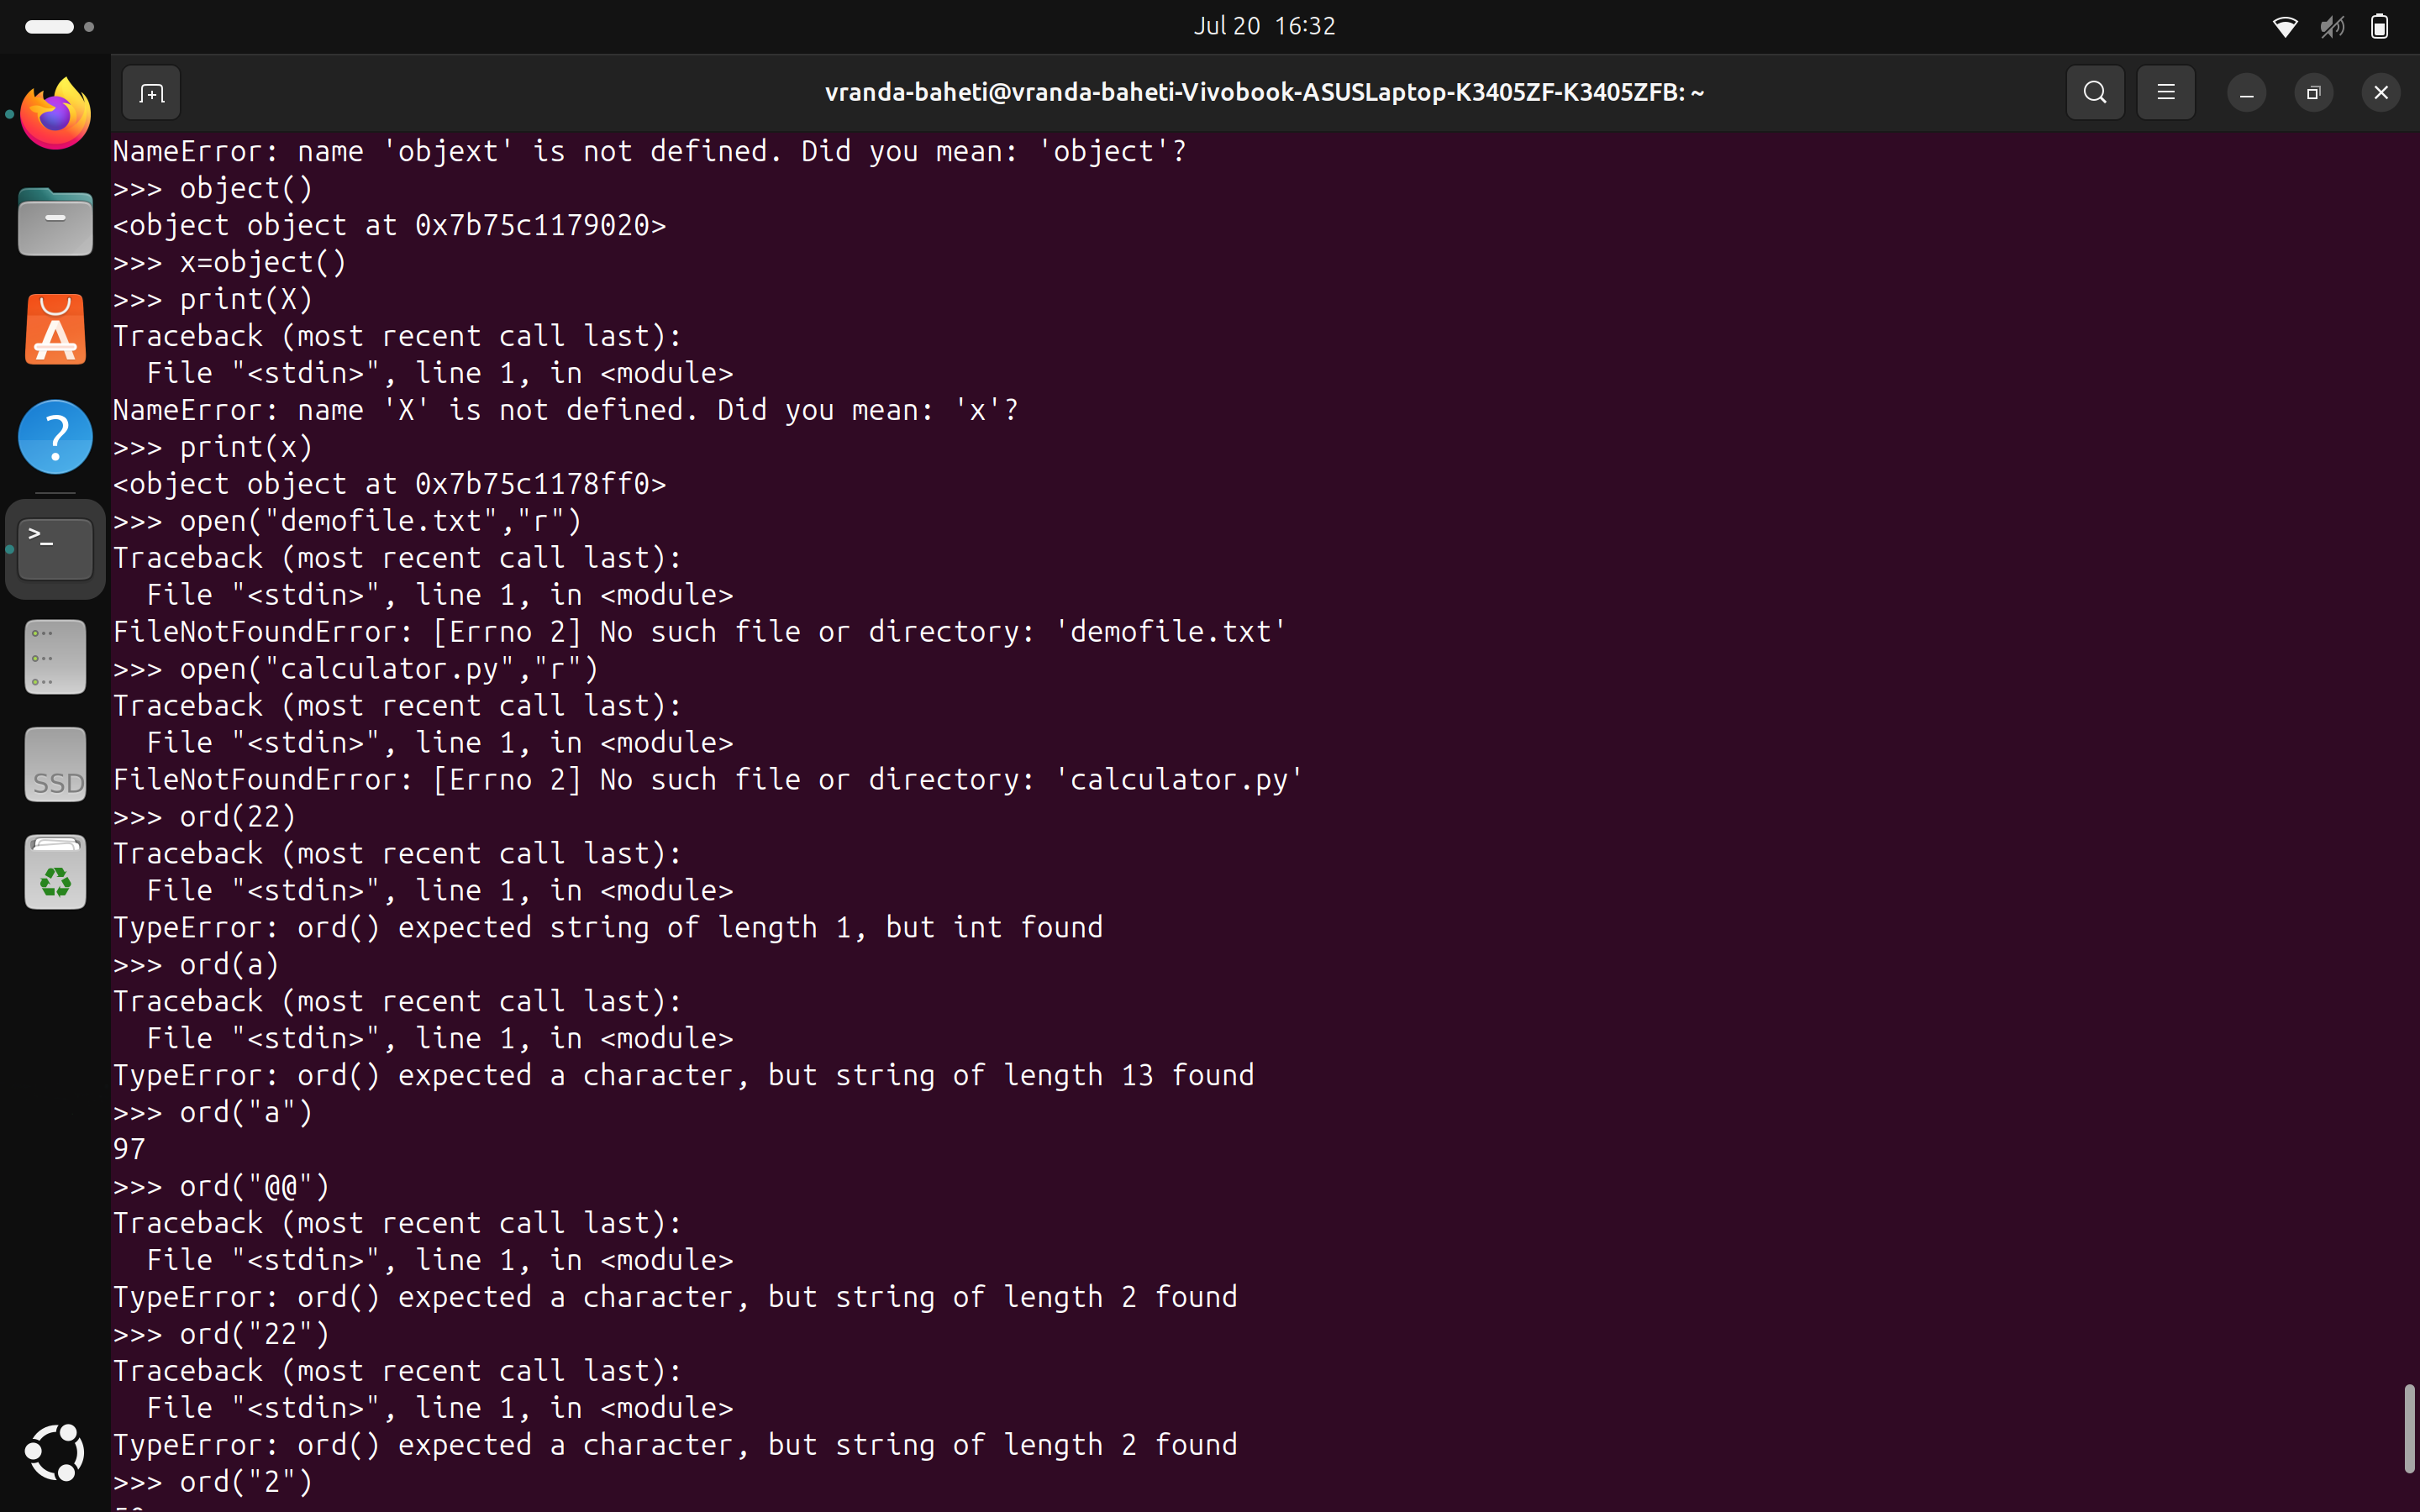 Jul 20 16:32
vranda-baheti@vranda-baheti-Vivobook-ASUSLaptop-K3405ZF-K3405ZFB: ~
NameError: name 'objext' is not defined. Did you mean: 'object'?
>>> object()
<object object at 0x7b75c1179020>
>>> x=object()
>>> print(X)
Traceback (most recent call last):
  File "<stdin>", line 1, in <module>
NameError: name 'X' is not defined. Did you mean: 'x'?
>>> print(x)
<object object at 0x7b75c1178ff0>
>>> open("demofile.txt","r")
Traceback (most recent call last):
  File "<stdin>", line 1, in <module>
FileNotFoundError: [Errno 2] No such file or directory: 'demofile.txt'
>>> open("calculator.py","r")
Traceback (most recent call last):
  File "<stdin>", line 1, in <module>
FileNotFoundError: [Errno 2] No such file or directory: 'calculator.py'
>>> ord(22)
Traceback (most recent call last):
  File "<stdin>", line 1, in <module>
TypeError: ord() expected string of length 1, but int found
>>> ord(a)
Traceback (most recent call last):
  File "<stdin>", line 1, in <module>
TypeError: ord() expected a character, but string of length 13 found
>>> ord("a")
97
>>> ord("@@")
Traceback (most recent call last):
  File "<stdin>", line 1, in <module>
TypeError: ord() expected a character, but string of length 2 found
>>> ord("22")
Traceback (most recent call last):
  File "<stdin>", line 1, in <module>
TypeError: ord() expected a character, but string of length 2 found
>>> ord("2")
SSD